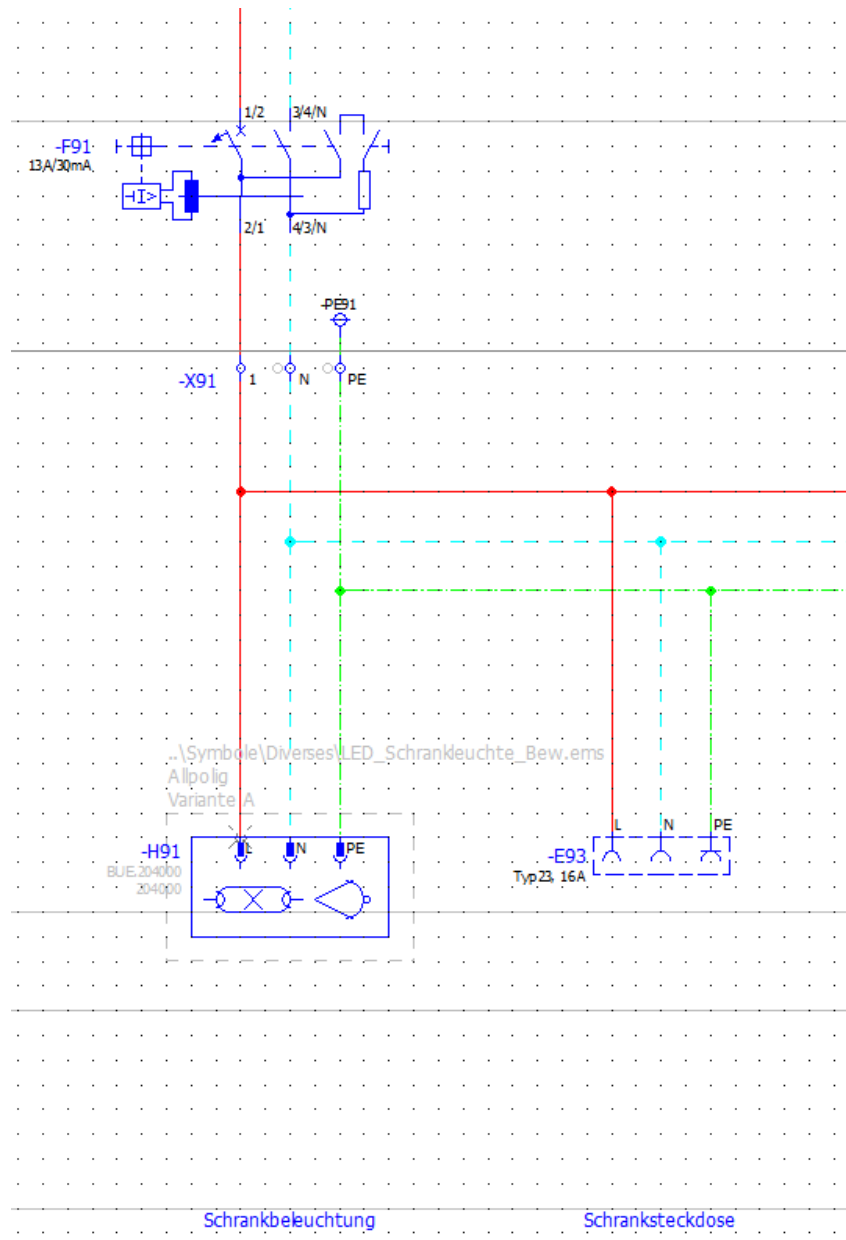 1/2 3/4/N
-F91
13A/30mA
I>
2/1 4/3/N
-PE91
-X91 1 N PE
..\Symbole\Diverses\LED_Schrankleuchte_Bew.ems
Allpolig
Variante A
L N PE
-H91
BUE.204000
204000
L N PE
-E93
Typ23, 16A
Schrankbeleuchtung Schranksteckdose